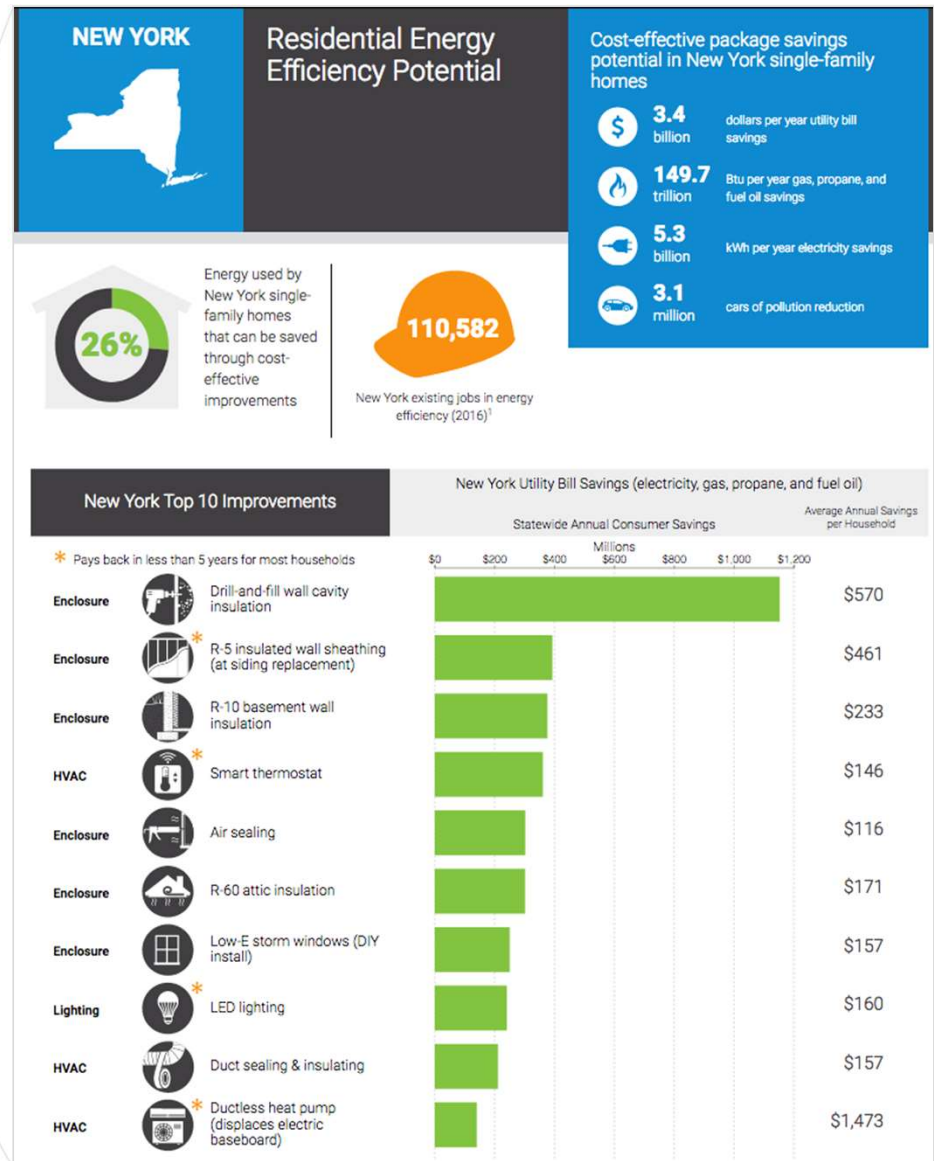 NEW YORK
Residential Energy
Efficiency Potential
Cost-effective package savings
potential in New York single-family
homes
$
3.4
billion
dollars per year utility bill
savings
149.7
trillion
Btu per year gas, propane, and
fuel oil savings
5.3
billion
kWh per year electricity savings
3.1
million
cars of pollution reduction
26%
Energy used by
New York single-
family homes
that can be saved
through cost-
effective
improvements
110,582
New York existing jobs in energy
efficiency (2016)¹
New York Top 10 Improvements
New York Utility Bill Savings (electricity, gas, propane, and fuel oil)
Statewide Annual Consumer Savings
Average Annual Savings
per Household
* Pays back in less than 5 years for most households
Millions
$0 $200 $400 $600 $800 $1,000 $1,200
Enclosure
Drill-and-fill wall cavity
insulation
$570
Enclosure
*
R-5 insulated wall sheathing
(at siding replacement)
$461
Enclosure
R-10 basement wall
insulation
$233
HVAC
*
Smart thermostat
$146
Enclosure
Air sealing
$116
Enclosure
R-60 attic insulation
$171
Enclosure
Low-E storm windows (DIY
install)
$157
Lighting
*
LED lighting
$160
HVAC
Duct sealing & insulating
$157
HVAC
*
Ductless heat pump
(displaces electric
baseboard)
$1,473